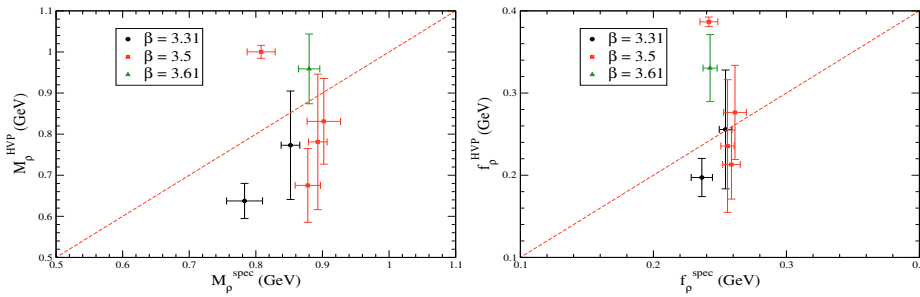 β = 3.31
β = 3.5
β = 3.61
M_ρ^HVP (GeV)
1.1
1
0.9
0.8
0.7
0.6
0.5
0.5 0.6 0.7 0.8 0.9 1 1.1
M_ρ^spec (GeV)
β = 3.31
β = 3.5
β = 3.61
f_ρ^HVP (GeV)
0.4
0.3
0.2
0.1
0.1 0.2 0.3 0.4
f_ρ^spec (GeV)